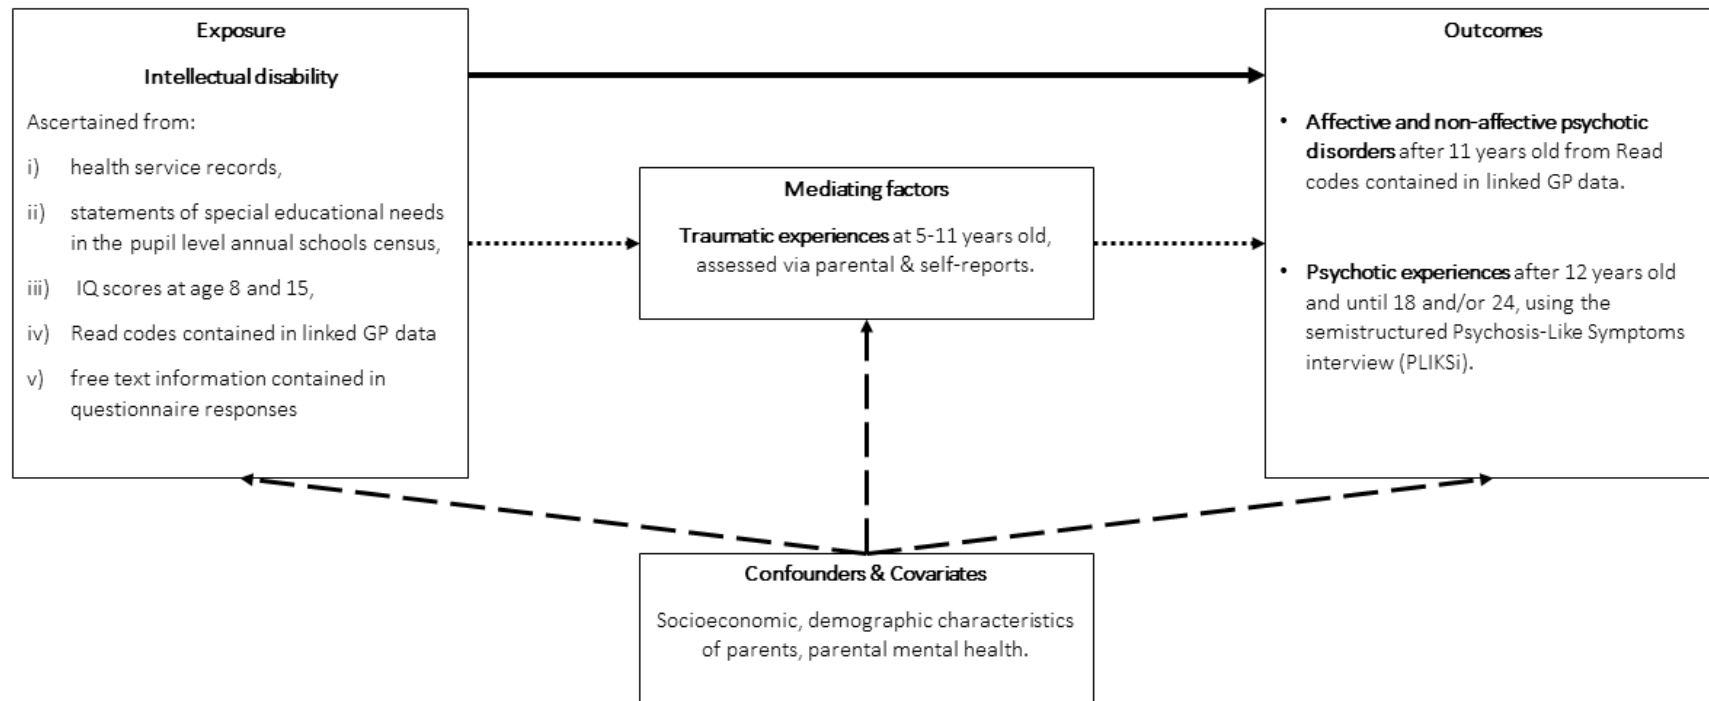 Exposure
Intellectual disability
Ascertained from:
i) health service records,
ii) statements of special educational needs
in the pupil level annual schools census,
iii) IQ scores at age 8 and 15,
iv) Read codes contained in linked GP data
v) free text information contained in
questionnaire responses
Mediating factors
Traumatic experiences at 5-11 years old,
assessed via parental & self-reports.
Outcomes
• Affective and non-affective psychotic
disorders after 11 years old from Read
codes contained in linked GP data.
• Psychotic experiences after 12 years old
and until 18 and/or 24, using the
semistructured Psychosis-Like Symptoms
interview (PLIKSi).
Confounders & Covariates
Socioeconomic, demographic characteristics
of parents, parental mental health.